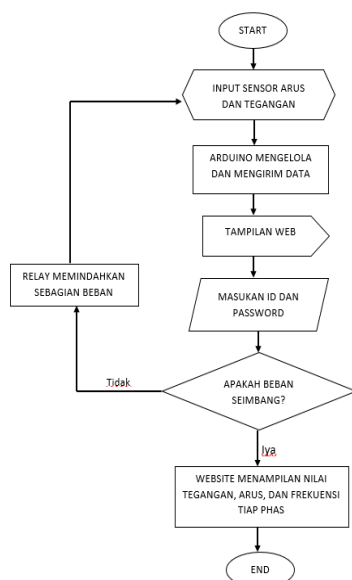 START
INPUT SENSOR ARUS
DAN TEGANGAN
ARDUINO MENGELOLA
DAN MENGIRIM DATA
TAMPILAN WEB
MASUKAN ID DAN
PASSWORD
APAKAH BEBAN
SEIMBANG?
Tidak
RELAY MEMINDAHKAN
SEBAGIAN BEBAN
Iya
WEBSITE MENAMPILAN NILAI
TEGANGAN, ARUS, DAN FREKUENSI
TIAP PHAS
END